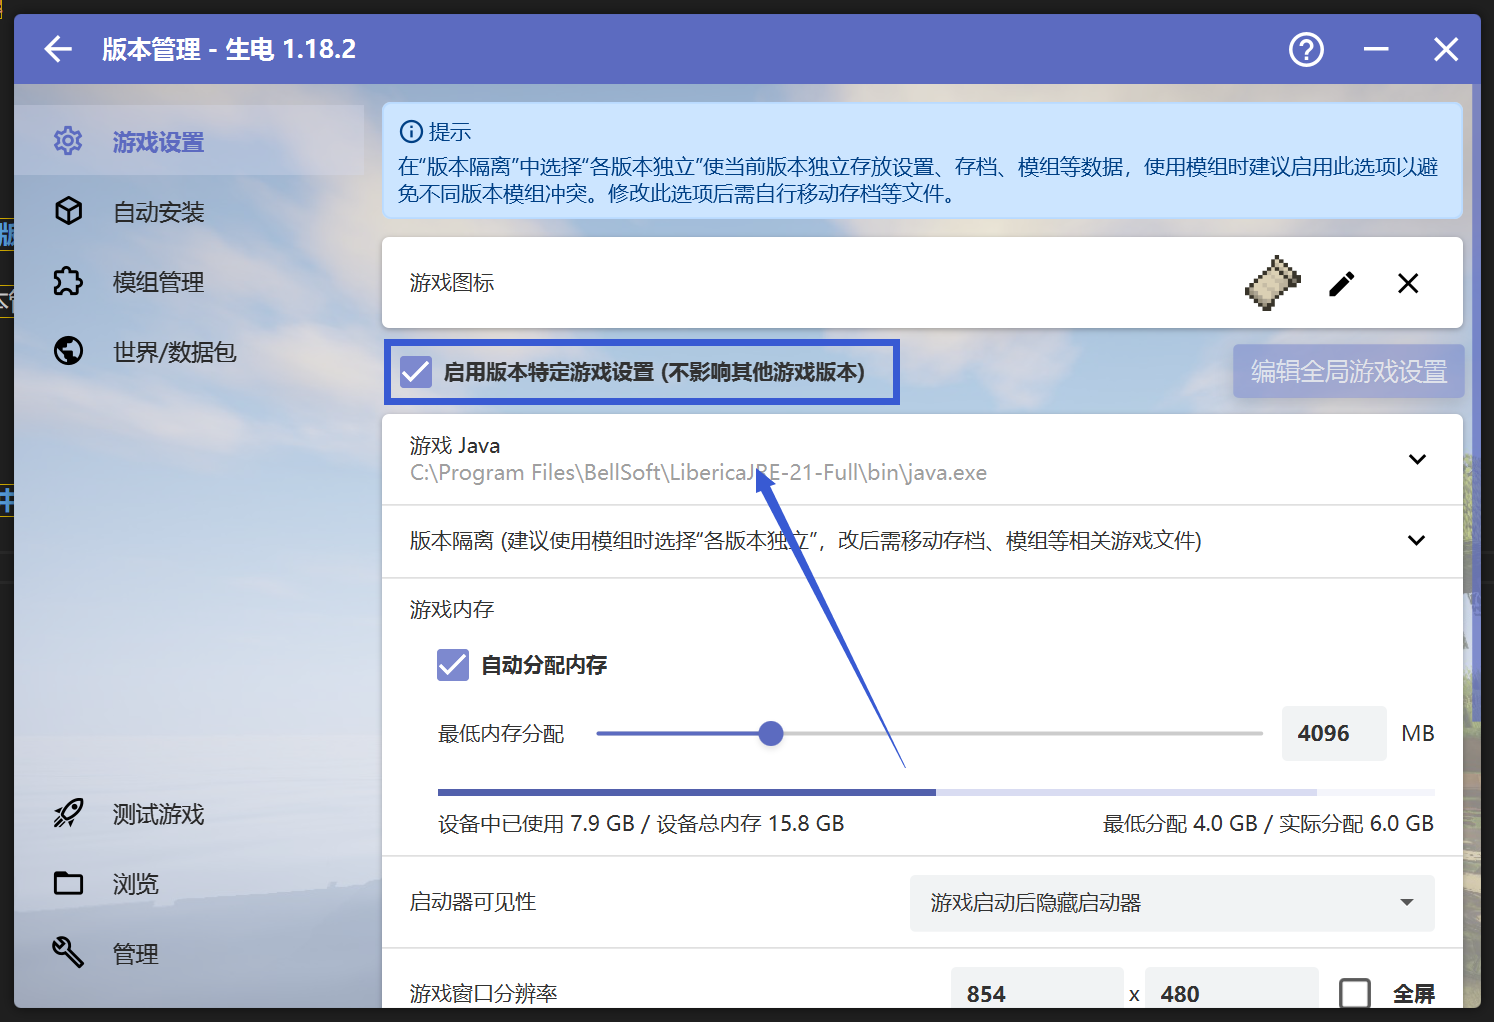 版本管理 - 生电 1.18.2
游戏设置
自动安装
模组管理
世界/数据包
测试游戏
浏览
管理
提示
在“版本隔离”中选择“各版本独立”使当前版本独立存放设置、存档、模组等数据，使用模组时建议启用此选项以避
免不同版本模组冲突。修改此选项后需自行移动存档等文件。
游戏图标
启用版本特定游戏设置 (不影响其他游戏版本)
编辑全局游戏设置
游戏 Java
C:\Program Files\BellSoft\LibericaJRE-21-Full\bin\java.exe
版本隔离 (建议使用模组时选择“各版本独立”，改后需移动存档、模组等相关游戏文件)
游戏内存
自动分配内存
最低内存分配 4096 MB
设备中已使用 7.9 GB / 设备总内存 15.8 GB
最低分配 4.0 GB / 实际分配 6.0 GB
启动器可见性 游戏启动后隐藏启动器
游戏窗口分辨率 854 x 480 全屏